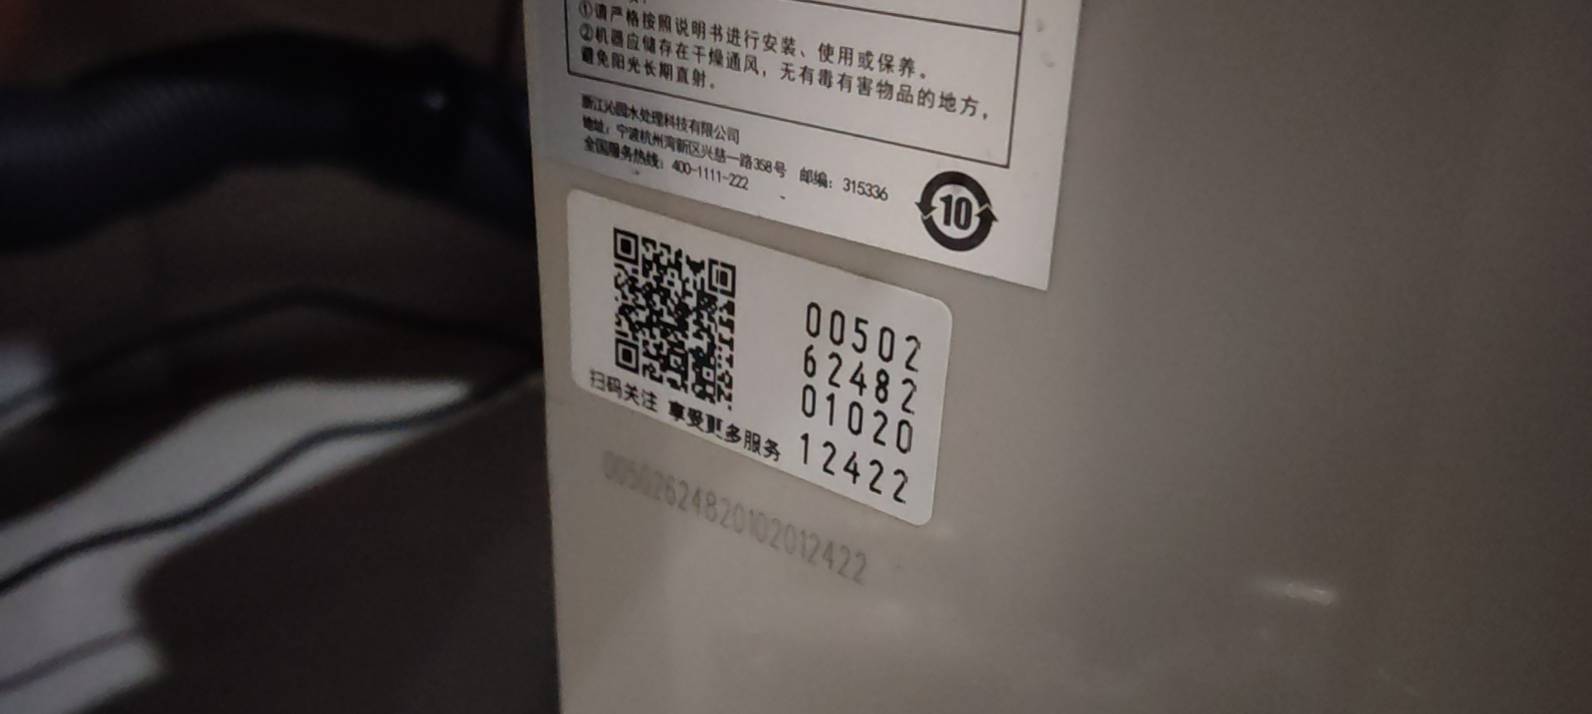 ①请严格按照说明书进行安装、使用或保养。
②机器应储存在干燥通风，无有毒有害物品的地方，
避免阳光长期直射。
浙江沁园水处理科技有限公司
地址：宁波杭州湾新区兴慈一路358号 邮编：315336
全国服务热线：400-1111-222
10
00502
62482
01020
12422
扫码关注 享受更多服务
00502624820102012422